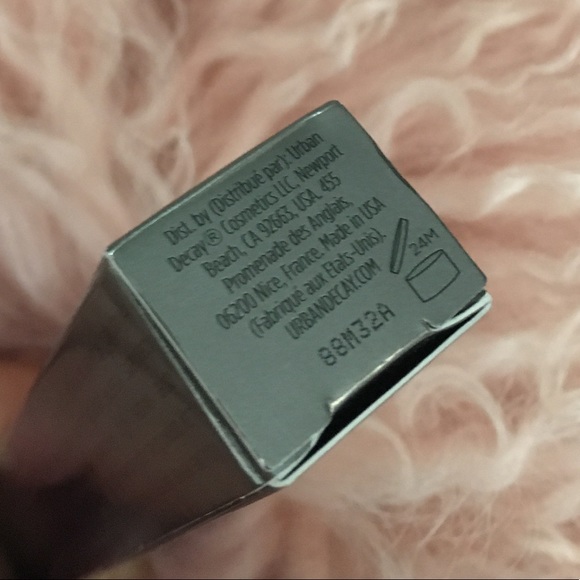 Dist. by (Distribué par): Urban
Decay® Cosmetics LLC, Newport
Beach, CA 92663, USA. 455
Promenade des Anglais,
06200 Nice, France. Made in USA
(Fabriqué aux Etats-Unis).
URBANDECAY.COM
24M
88M32A